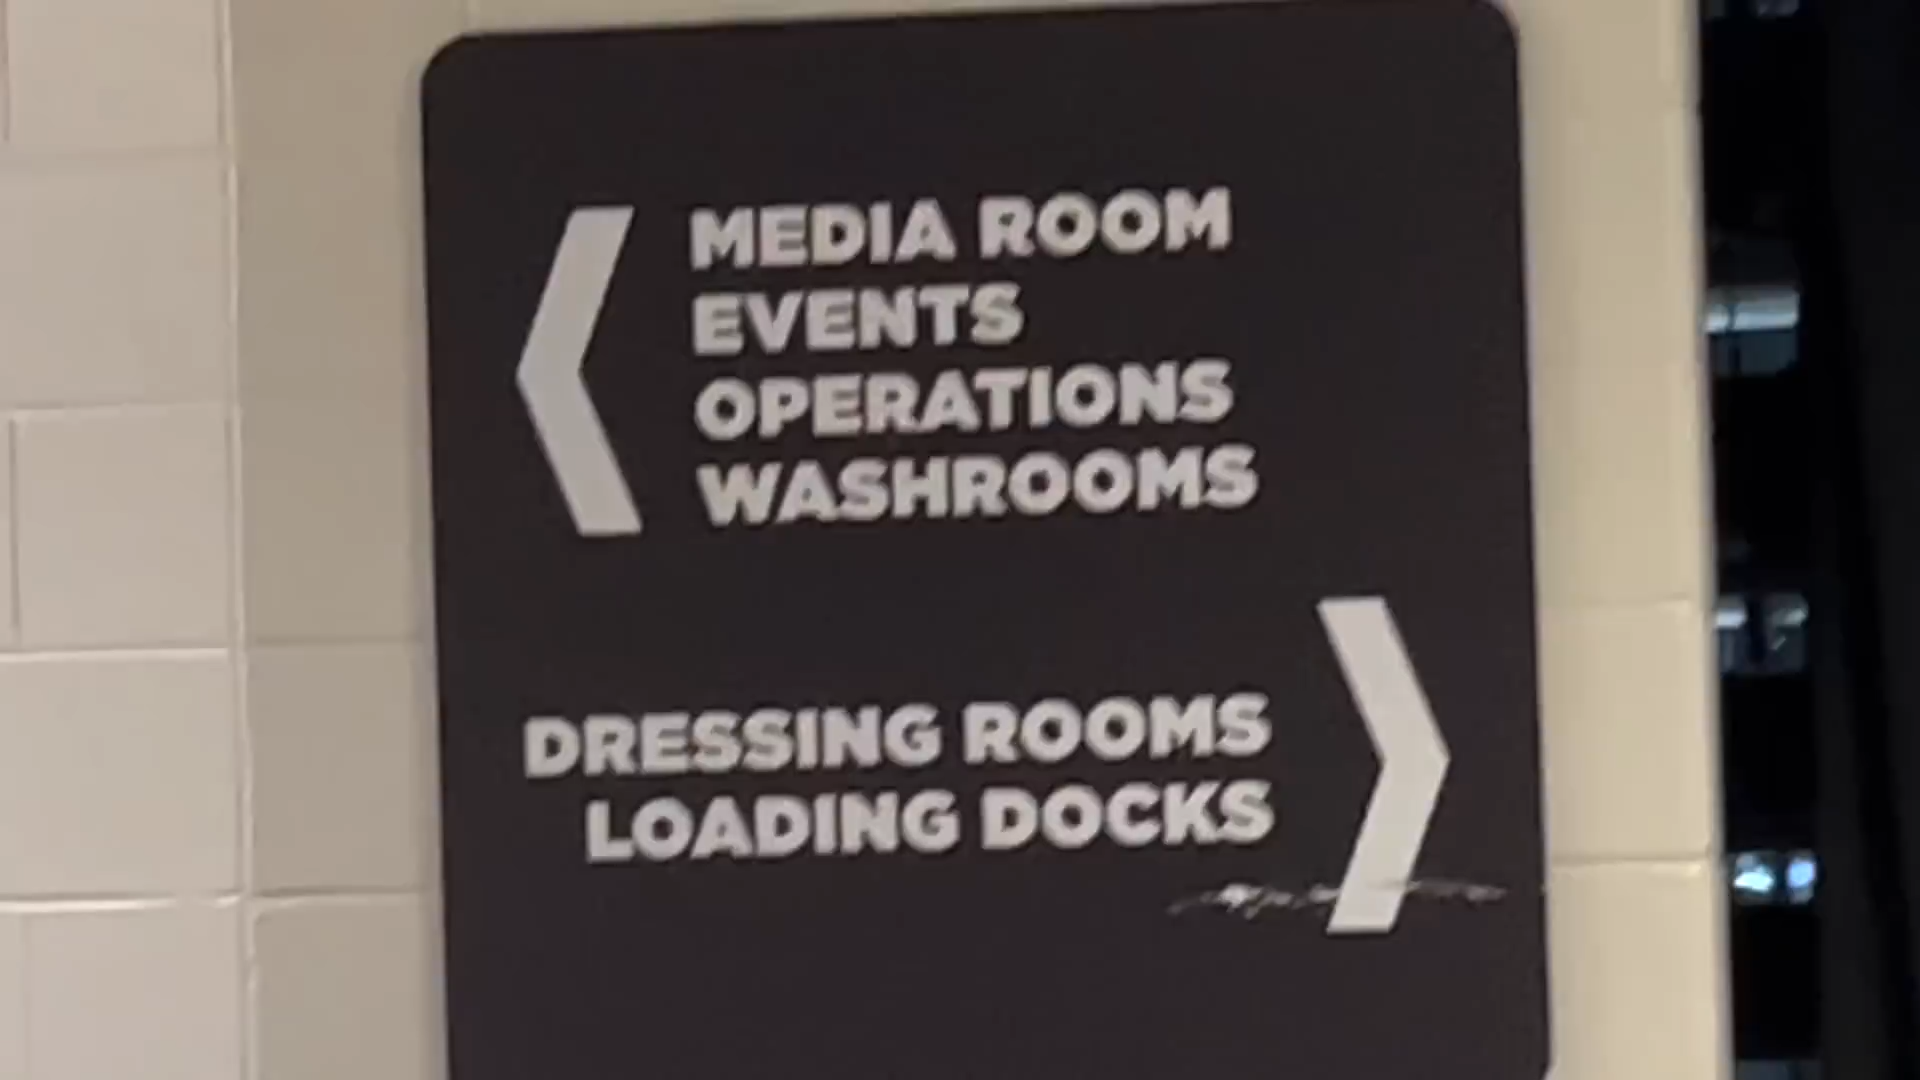 MEDIA ROOM
EVENTS
OPERATIONS
WASHROOMS
DRESSING ROOMS
LOADING DOCKS